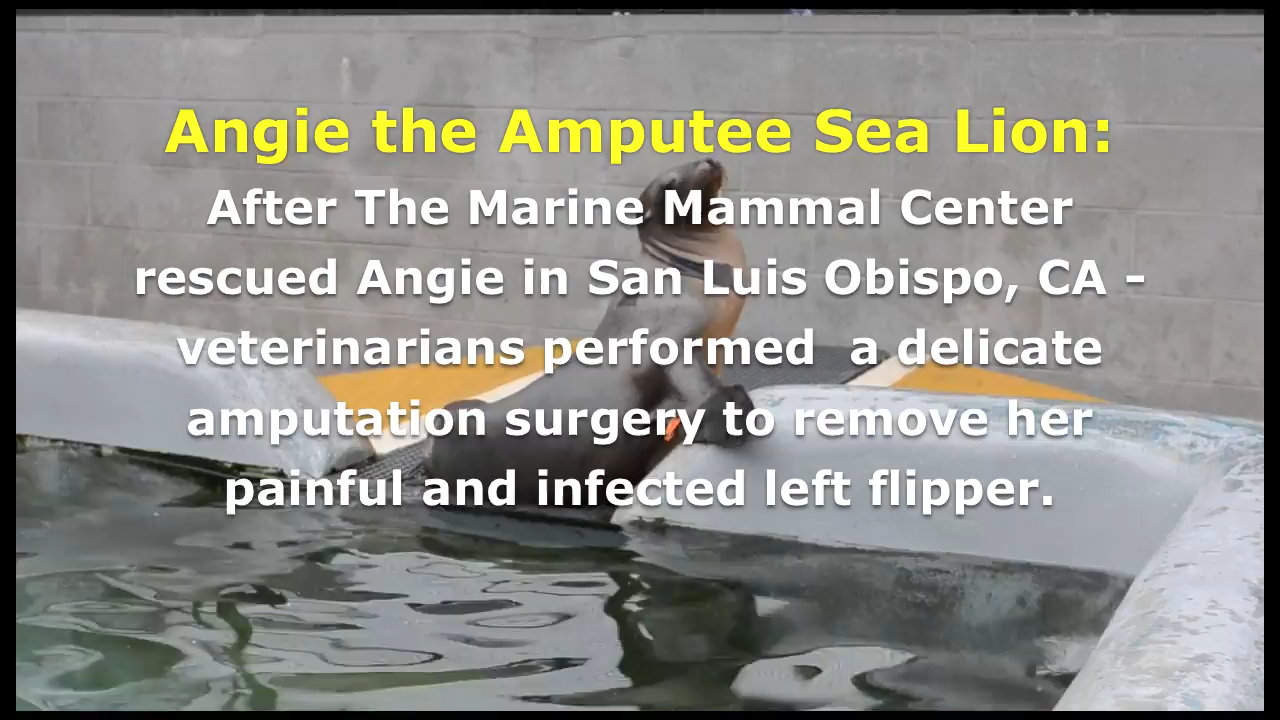 Angie the Amputee Sea Lion:
After The Marine Mammal Center
rescued Angie in San Luis Obispo, CA -
veterinarians performed  a delicate
amputation surgery to remove her
painful and infected left flipper.